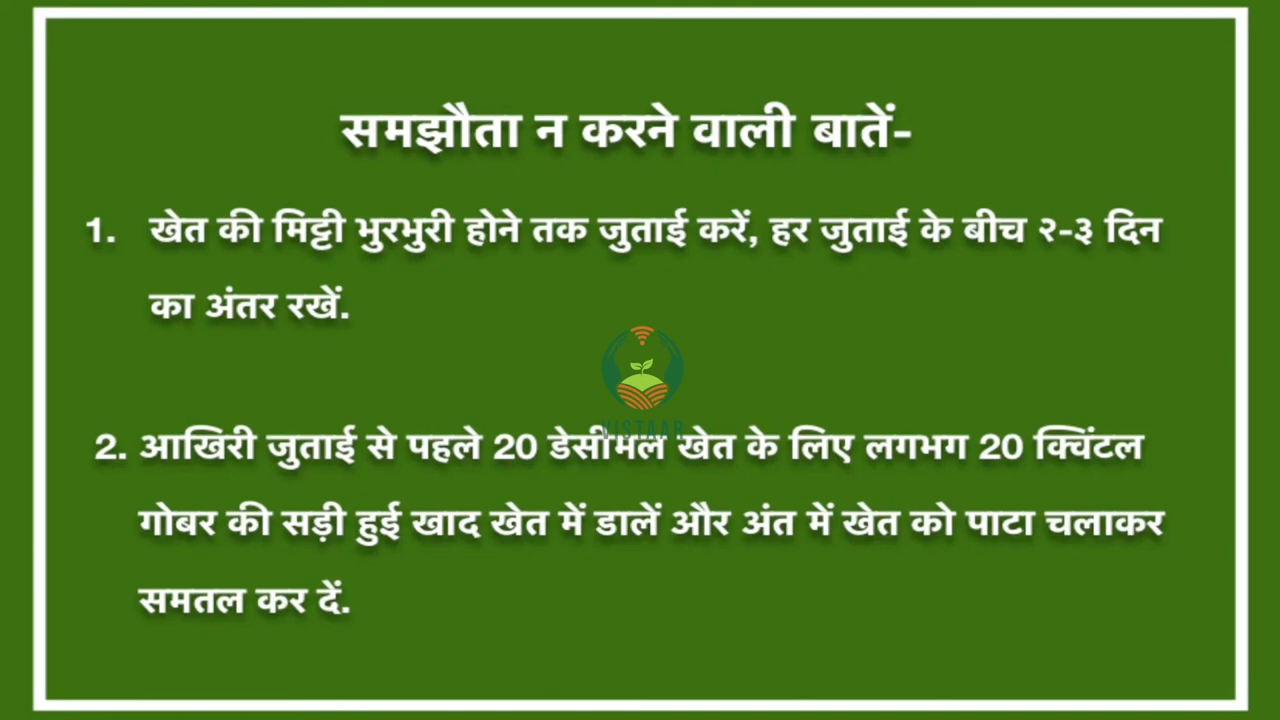 समझौता न करने वाली बातें-
1. खेत की मिट्टी भुरभुरी होने तक जुताई करें, हर जुताई के बीच २-३ दिन
का अंतर रखें.
VISTAAR
2. आखिरी जुताई से पहले 20 डेसीमल खेत के लिए लगभग 20 क्विंटल
गोबर की सड़ी हुई खाद खेत में डालें और अंत में खेत को पाटा चलाकर
समतल कर दें.